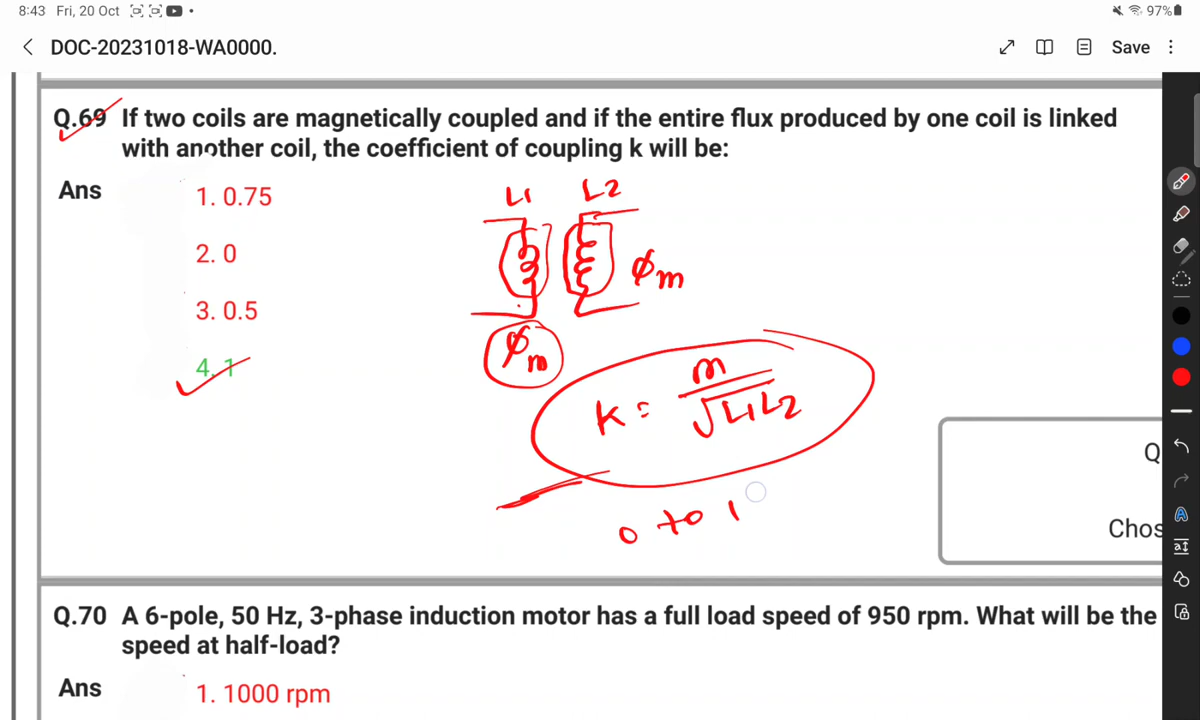 8:43 Fri, 20 Oct
97%
DOC-20231018-WA0000.
Save
Q.69 If two coils are magnetically coupled and if the entire flux produced by one coil is linked
with another coil, the coefficient of coupling k will be:
Ans
1. 0.75
2. 0
3. 0.5
4. 1
L1 L2
ϕm
ϕm
K = m/√L1L2
0 to 1
Q
Chos
Q.70 A 6-pole, 50 Hz, 3-phase induction motor has a full load speed of 950 rpm. What will be the
speed at half-load?
Ans
1. 1000 rpm